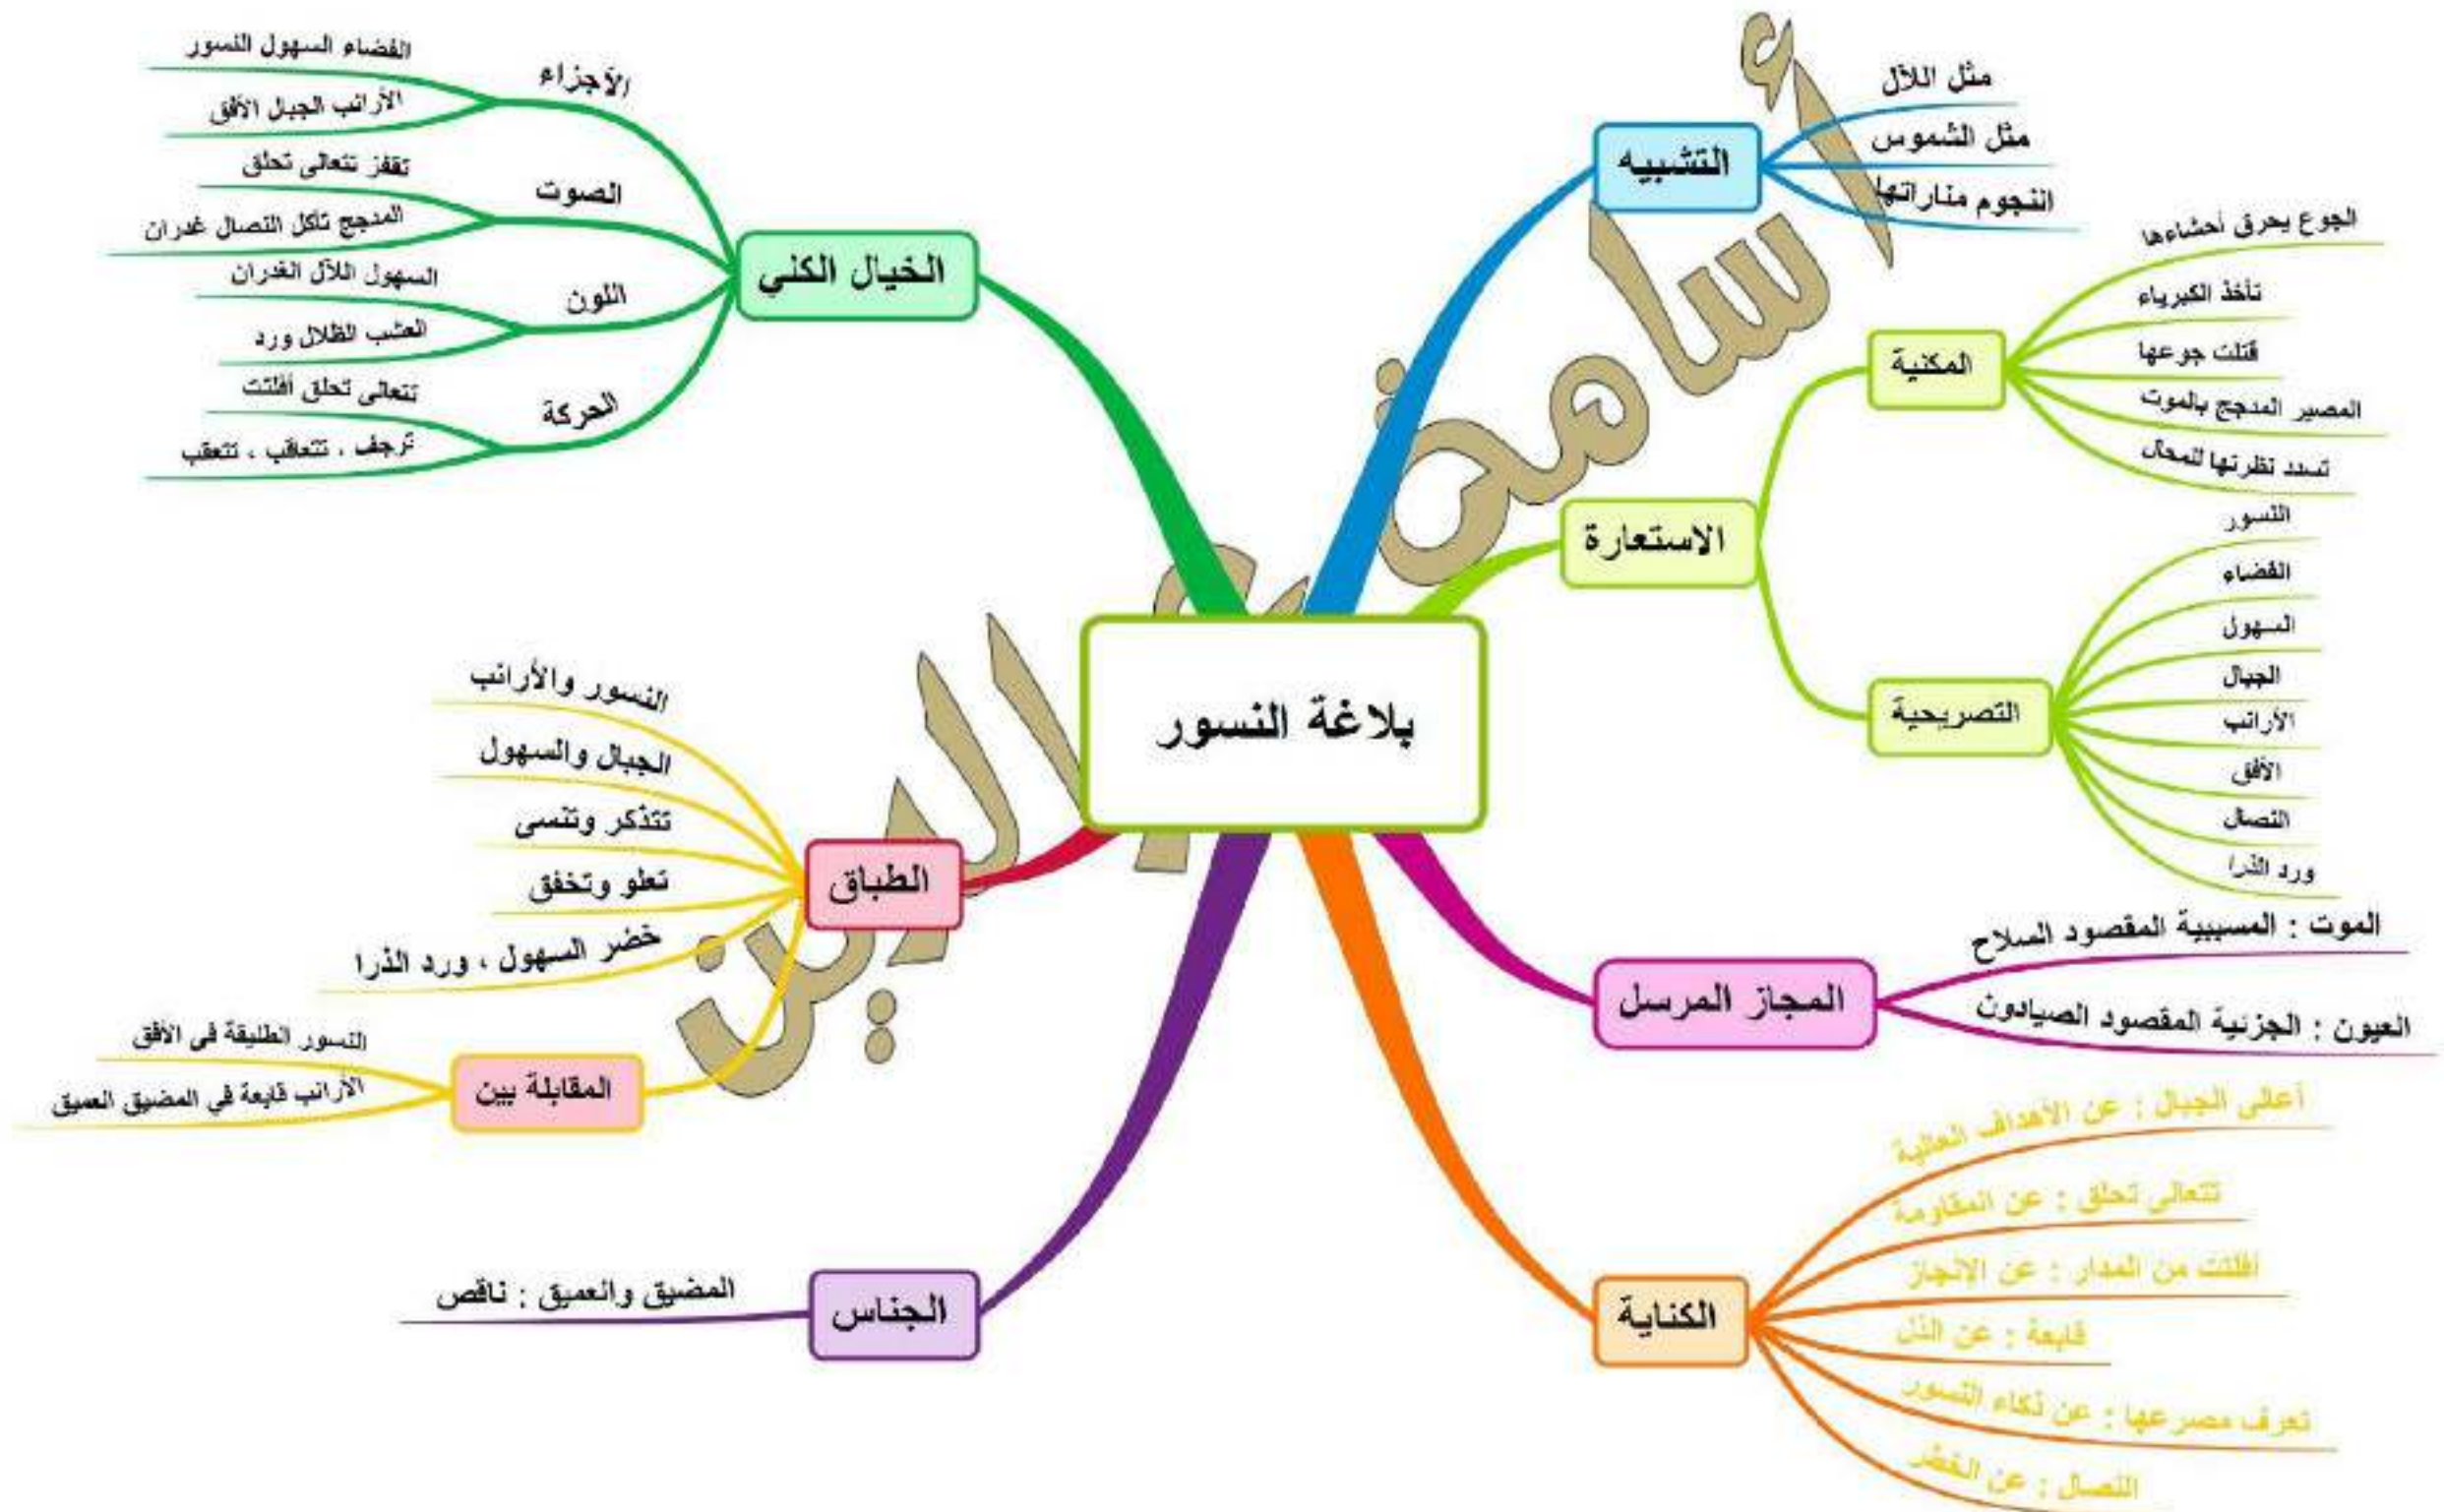 بلاغة النسور
التشبيه
مثل اللآل
مثل الشموس
النجوم مناراتها
الاستعارة
المكنية
الجوع يحرق أحشاءها
تأخذ الكبرياء
قتلت جوعها
المصير المدجج بالموت
تسدد نظرتها للمحال
التصريحية
النسور
الفضاء
السهول
الجبال
الأرانب
الأفق
النصال
ورد الذرا
المجاز المرسل
الموت : المسببية المقصود السلاح
العيون : الجزئية المقصود الصيادون
الكناية
أعالى الجبال : عن الأهداف العالية
تتعالى تحلق : عن المقاومة
أفلتت من المدار : عن الإنجاز
قابعة : عن الذل
تعرف مصرعها : عن ذكاء النسور
النصال : عن الخطر
الخيال الكلي
الأجزاء
الفضاء السهول النسور
الأرانب الجبال الأفق
الصوت
تقفز تتعالى تحلق
المدجج تأكل النصال غدران
اللون
السهول اللآل الغدران
العشب الظلال ورد
الحركة
تتعالى تحلق أفلتت
ترجف ، تتعاقب ، تتعقب
الطباق
النسور والأرانب
الجبال والسهول
تتذكر وتنسى
تعلو وتخفق
خضر السهول ، ورد الذرا
المقابلة بين
النسور الطليقة فى الأفق
الأرانب قابعة في المضيق العميق
الجناس
المضيق والعميق : ناقص
أسامة
الدين